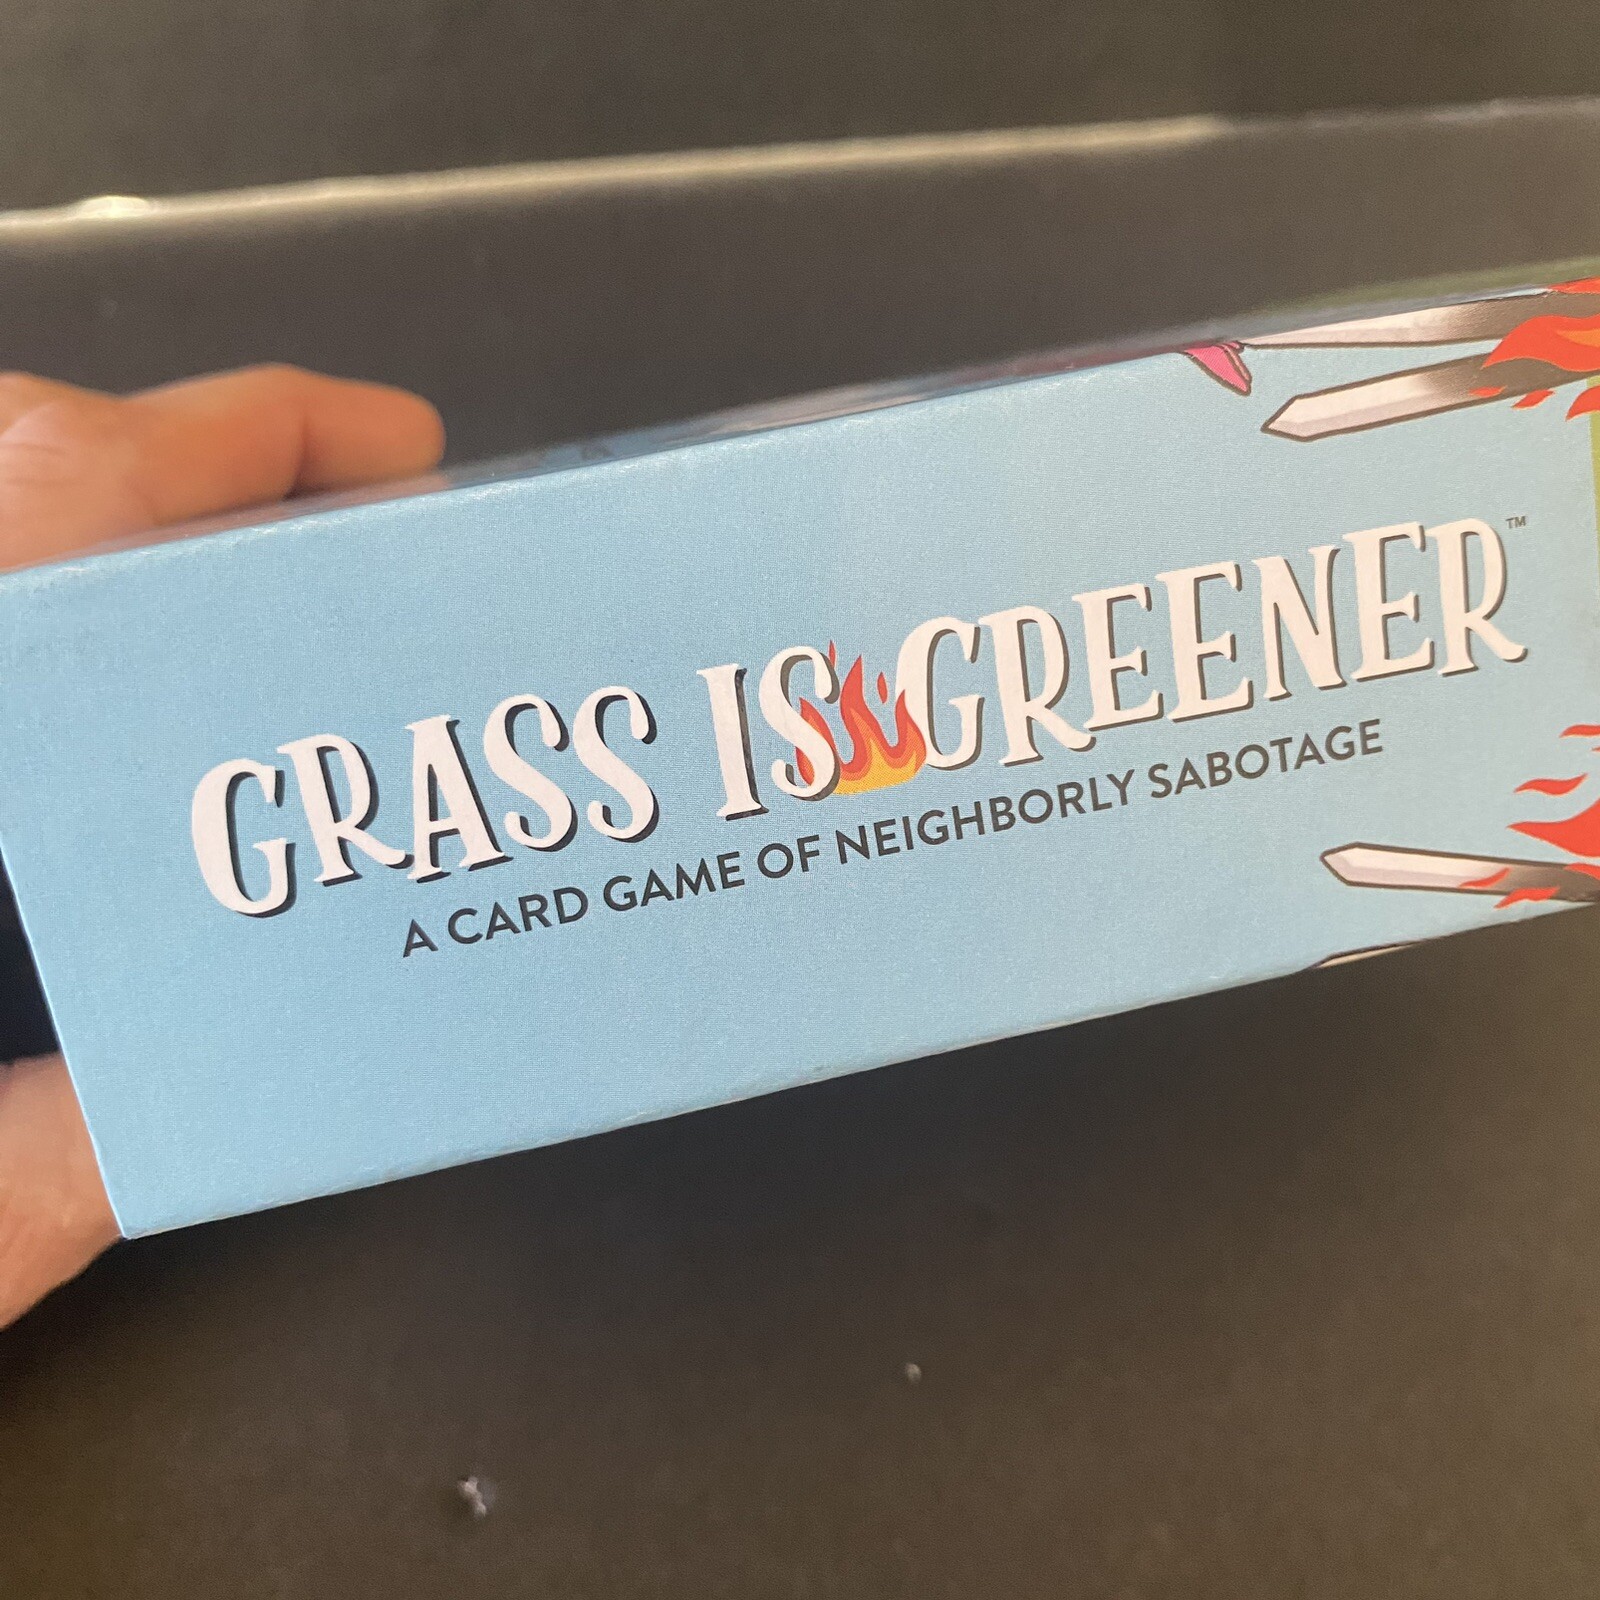 GRASS IS GREENER™
A CARD GAME OF NEIGHBORLY SABOTAGE